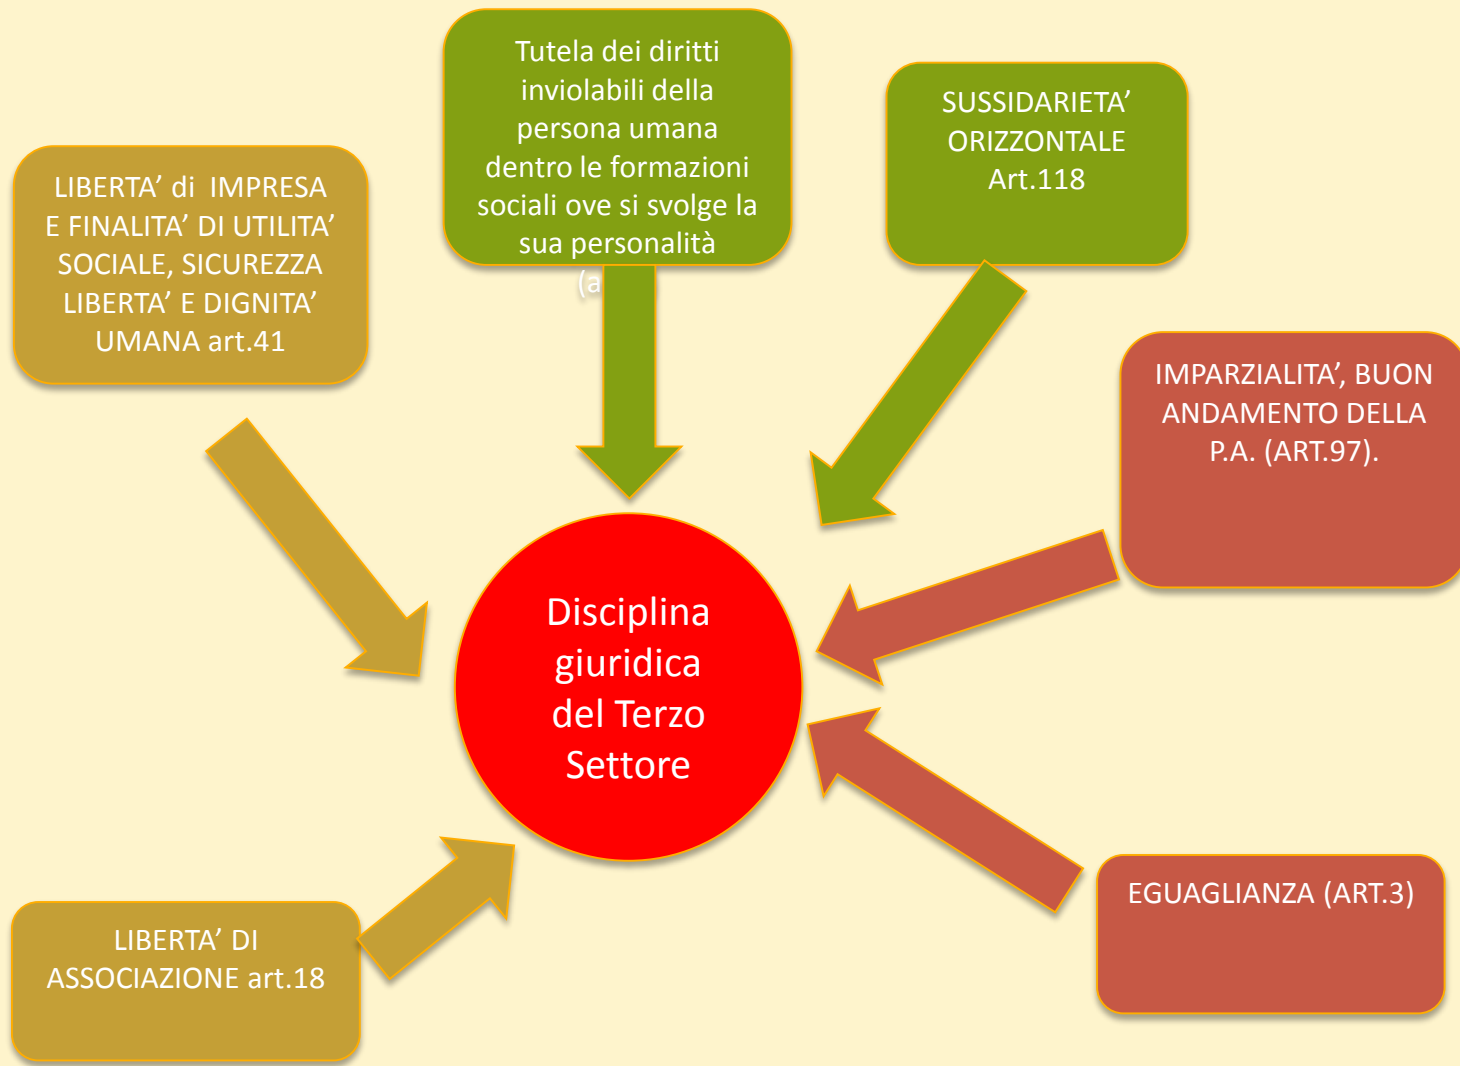 Tutela dei diritti
inviolabili della
persona umana
dentro le formazioni
sociali ove si svolge la
sua personalità
(a
SUSSIDARIETA’
ORIZZONTALE
Art.118
LIBERTA’ di  IMPRESA
E FINALITA’ DI UTILITA’
SOCIALE, SICUREZZA
LIBERTA’ E DIGNITA’
UMANA art.41
IMPARZIALITA’, BUON
ANDAMENTO DELLA
P.A. (ART.97).
Disciplina
giuridica
del Terzo
Settore
EGUAGLIANZA (ART.3)
LIBERTA’ DI
ASSOCIAZIONE art.18